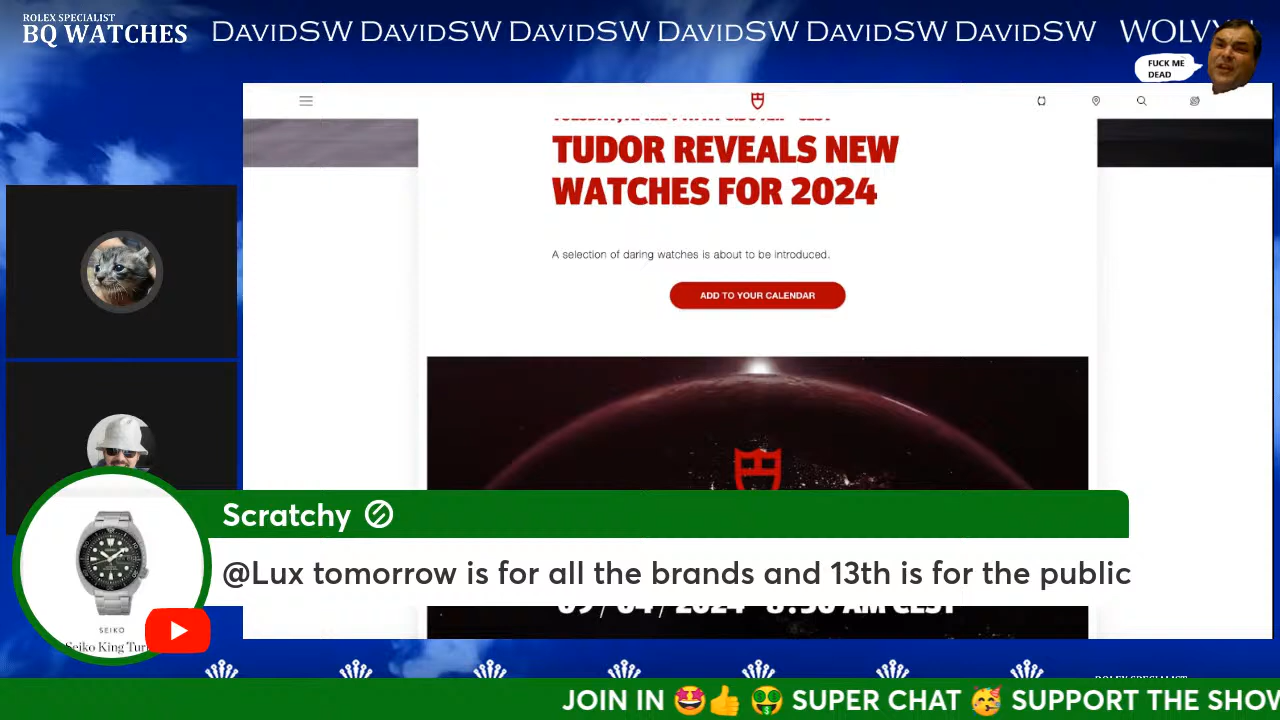 ROLEX SPECIALIST
BQ WATCHES
DAVIDSW DAVIDSW DAVIDSW DAVIDSW DAVIDSW DAVIDSW
FUCK ME
DEAD
TUDOR REVEALS NEW
WATCHES FOR 2024
A selection of daring watches is about to be introduced.
ADD TO YOUR CALENDAR
Scratchy
@Lux tomorrow is for all the brands and 13th is for the public
SEIKO
Seiko King
ROLEX SPECIALIST
JOIN IN 🤩👍 🤑 SUPER CHAT 🥳 SUPPORT THE SHOW